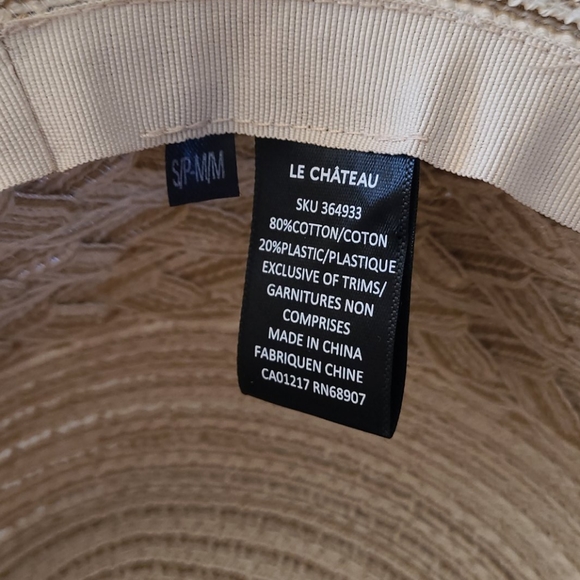 S/P-M/M
LE CHÂTEAU
SKU 364933
80%COTTON/COTON
20%PLASTIC/PLASTIQUE
EXCLUSIVE OF TRIMS/
GARNITURES NON
COMPRISES
MADE IN CHINA
FABRIQUEN CHINE
CA01217 RN68907